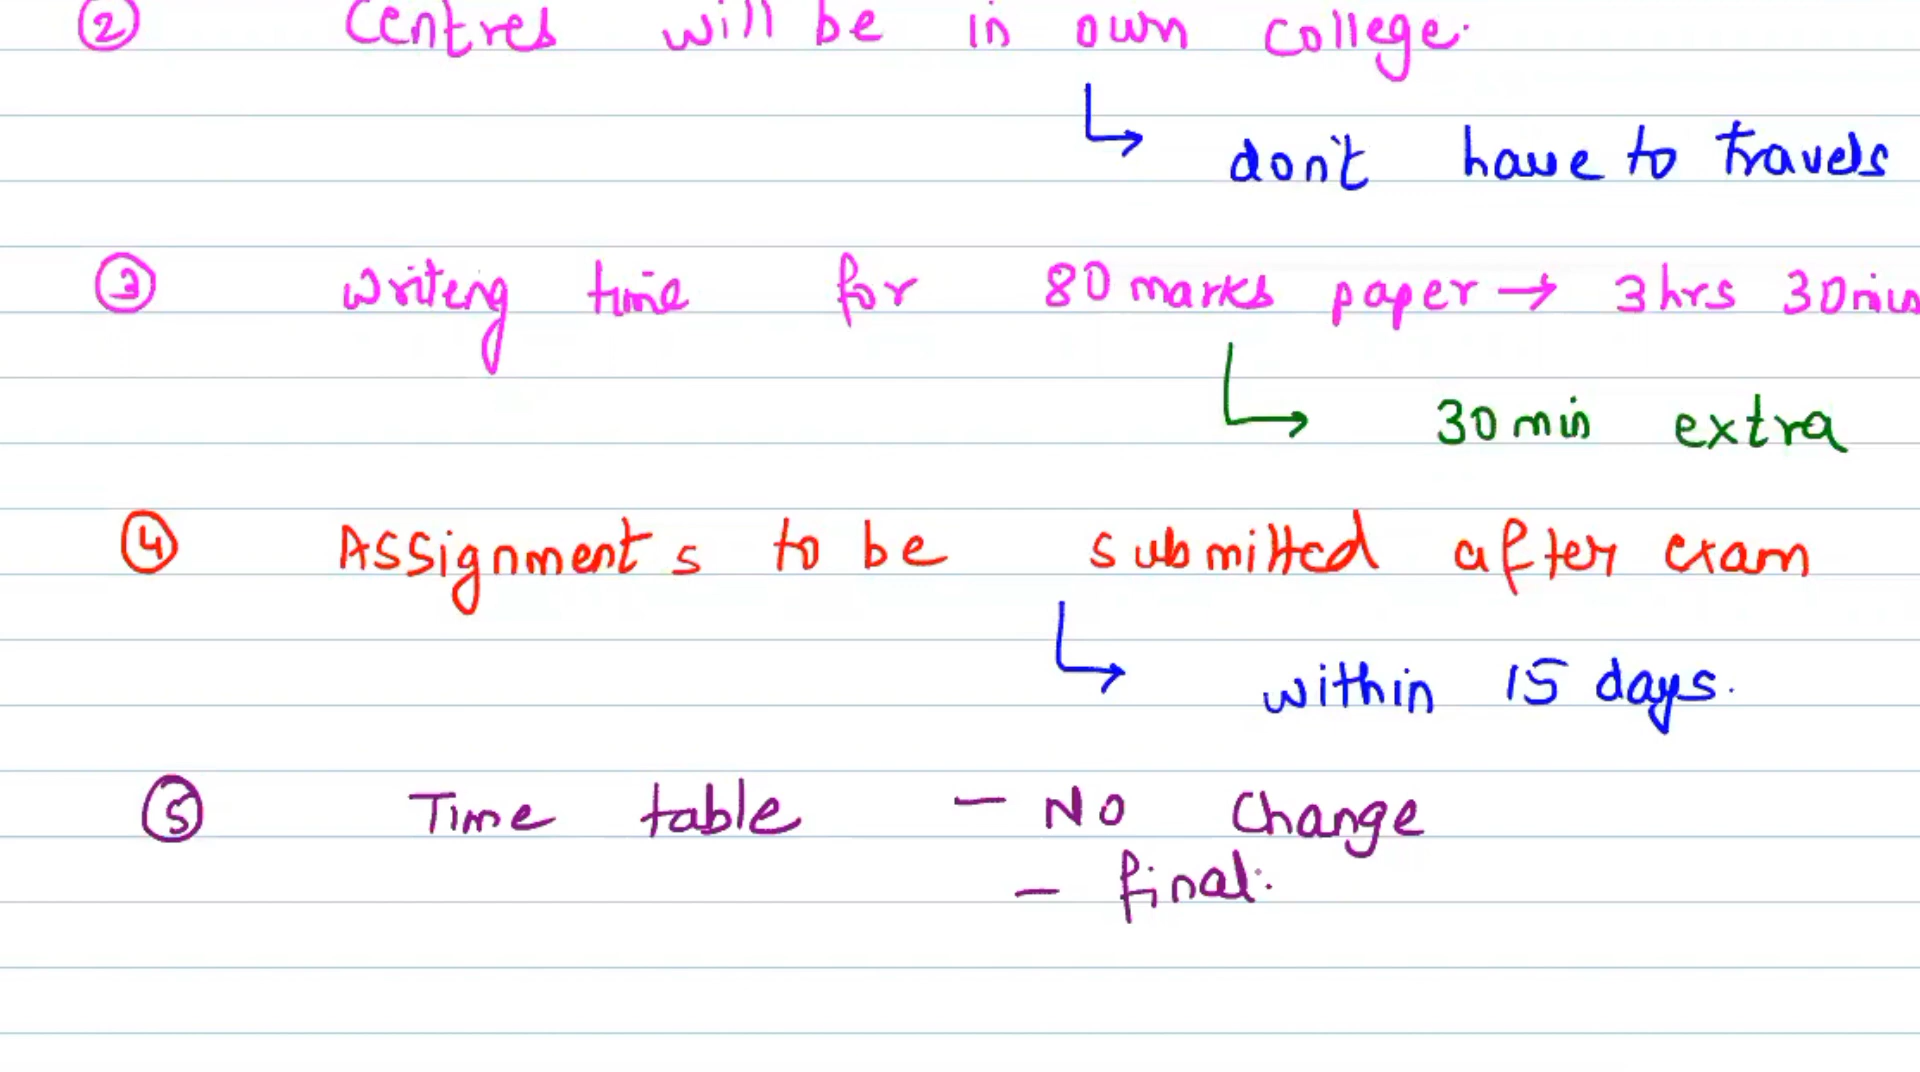 ② Centres will be in own college.
↳ don't have to travels
③ writing time for 80 marks paper → 3 hrs 30 mins
↳ 30 min extra
④ Assignments to be submitted after exam
↳ within 15 days.
⑤ Time table - No Change
- final.